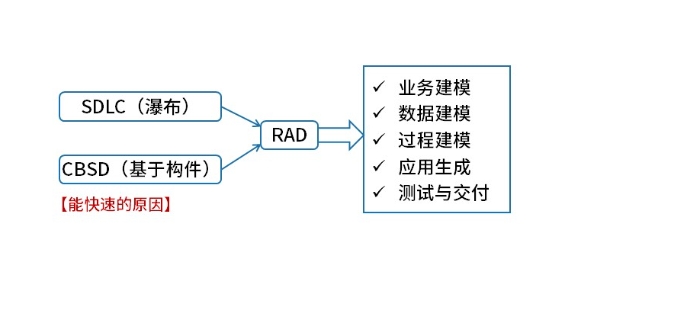 SDLC（瀑布）
CBSD（基于构件）
【能快速的原因】
RAD
✓ 业务建模
✓ 数据建模
✓ 过程建模
✓ 应用生成
✓ 测试与交付